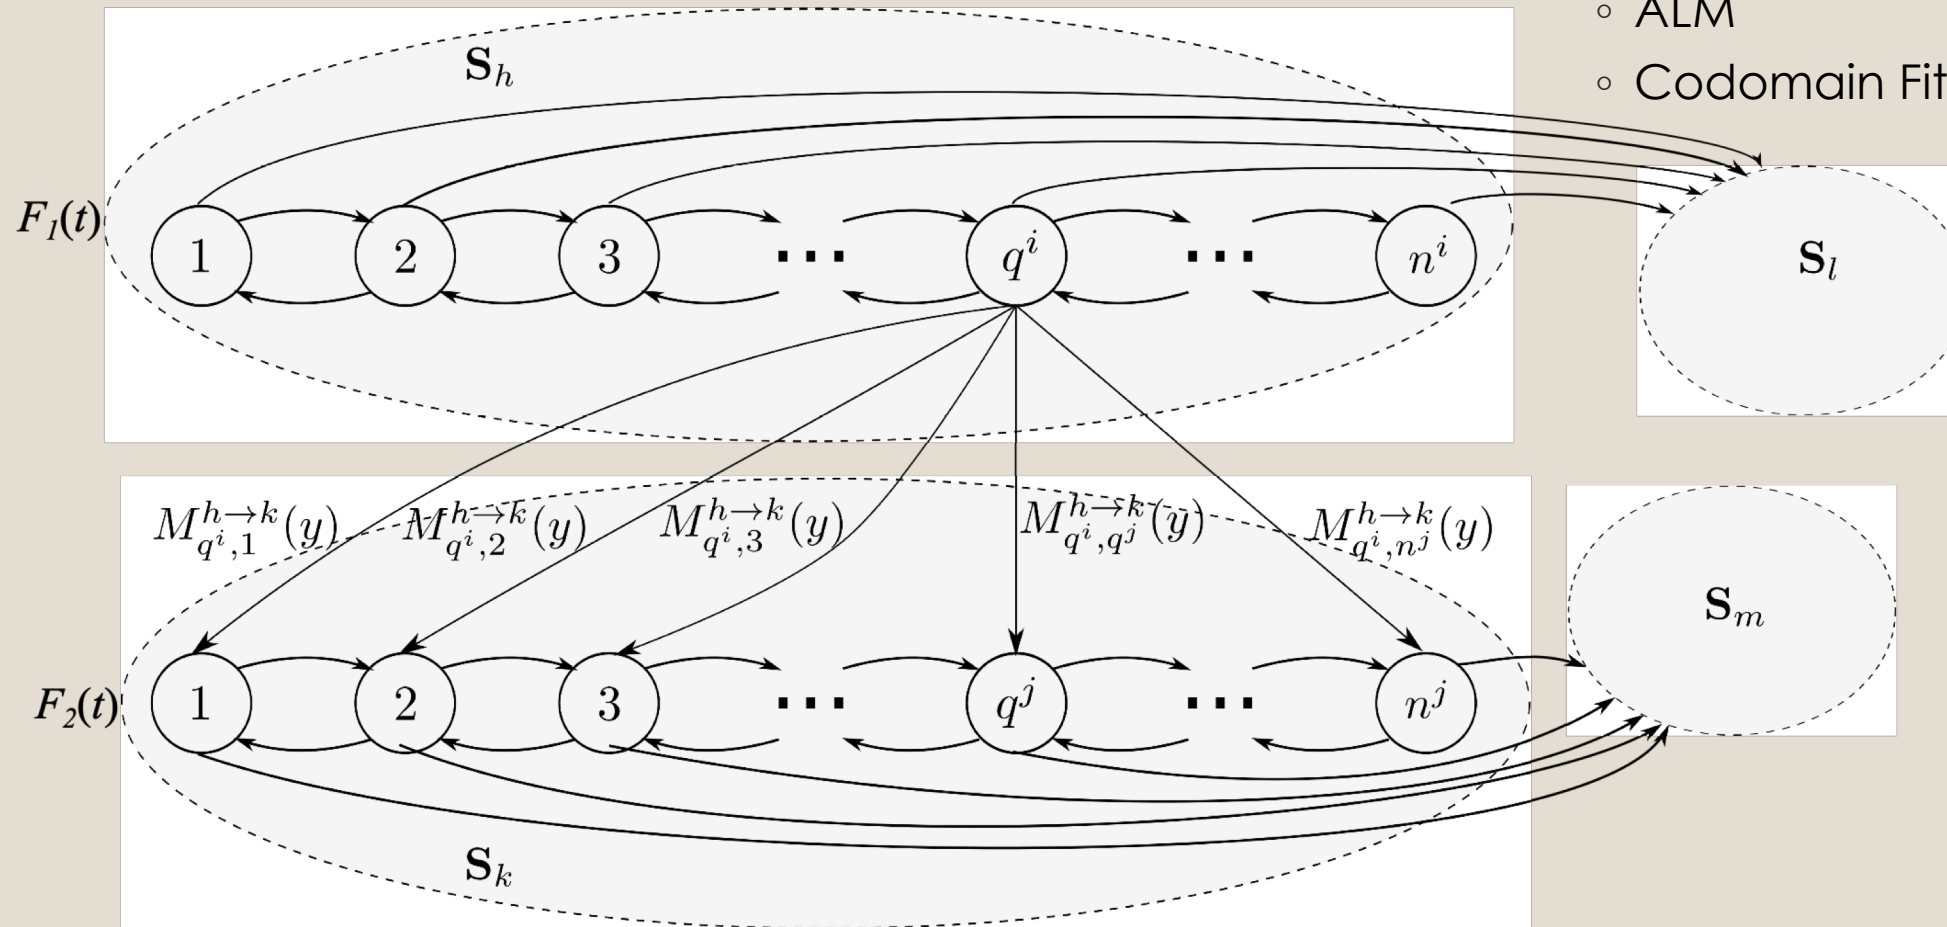 ◦ ALM
◦ Codomain Fit
S_h
F_1(t)
1 2 3 ... q^i ... n^i
S_l
M^{h→k}_{q^i,1}(y) M^{h→k}_{q^i,2}(y) M^{h→k}_{q^i,3}(y) M^{h→k}_{q^i,q^j}(y) M^{h→k}_{q^i,n^j}(y)
S_m
F_2(t)
1 2 3 ... q^j ... n^j
S_k